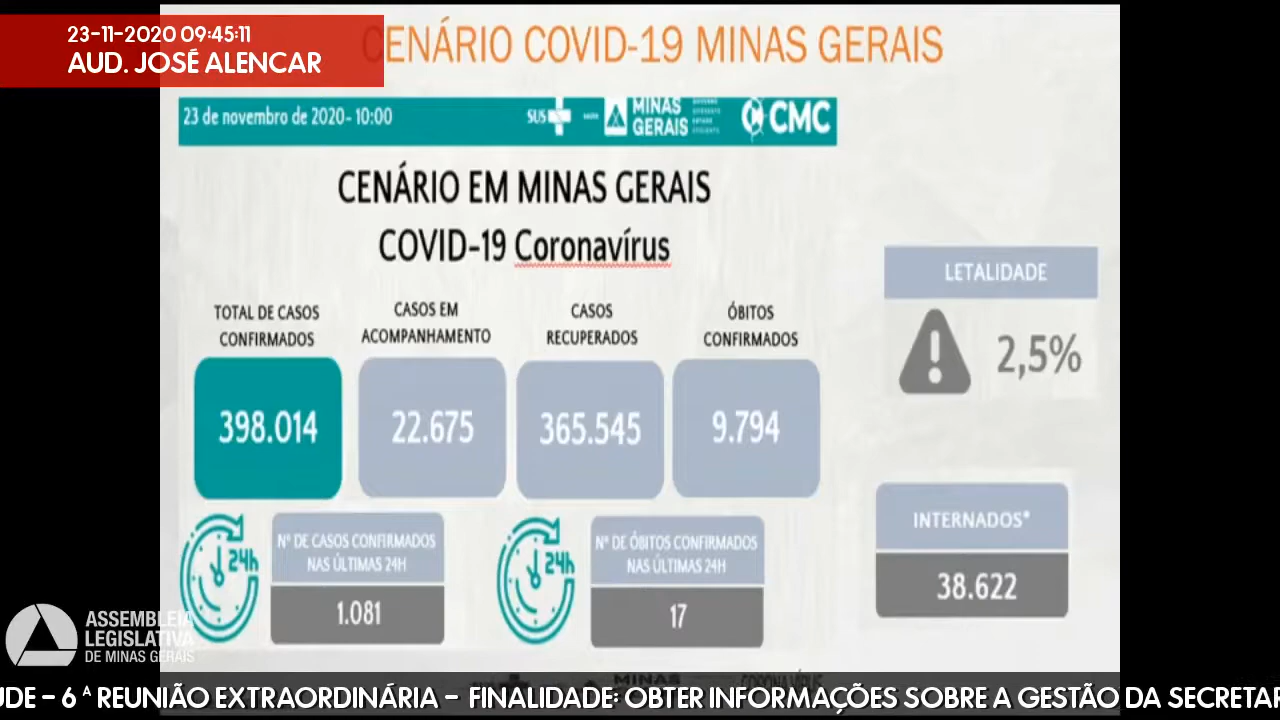 23-11-2020 09:45:11
AUD. JOSÉ ALENCAR
CENÁRIO COVID-19 MINAS GERAIS
23 de novembro de 2020- 10:00
SUS
MINAS
GERAIS
CMC
CENÁRIO EM MINAS GERAIS
COVID-19 Coronavírus
TOTAL DE CASOS
CONFIRMADOS
398.014
CASOS EM
ACOMPANHAMENTO
22.675
CASOS
RECUPERADOS
365.545
ÓBITOS
CONFIRMADOS
9.794
LETALIDADE
2,5%
24h
Nº DE CASOS CONFIRMADOS
NAS ÚLTIMAS 24H
1.081
24h
Nº DE ÓBITOS CONFIRMADOS
NAS ÚLTIMAS 24H
17
INTERNADOS*
38.622
ASSEMBLEIA
LEGISLATIVA
DE MINAS GERAIS
UDE – 6ª REUNIÃO EXTRAORDINÁRIA – FINALIDADE: OBTER INFORMAÇÕES SOBRE A GESTÃO DA SECRETAR